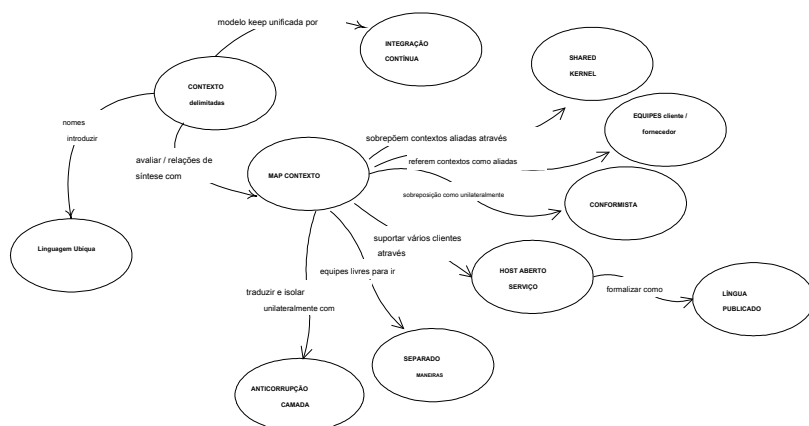 modelo keep unificada por
INTEGRAÇÃO
CONTÍNUA
SHARED
KERNEL
CONTEXTO
delimitadas
nomes
introduzir
avaliar / relações de
síntese com
MAP CONTEXTO
sobrepõem contextos aliadas através
EQUIPES cliente /
fornecedor
referem contextos como aliadas
sobreposição como unilateralmente
CONFORMISTA
Linguagem Ubíqua
suportar vários clientes
através
equipes livres para ir
HOST ABERTO
SERVIÇO
formalizar como
LÍNGUA
PUBLICADO
traduzir e isolar
unilateralmente com
SEPARADO
MANEIRAS
ANTICORRUPÇÃO
CAMADA